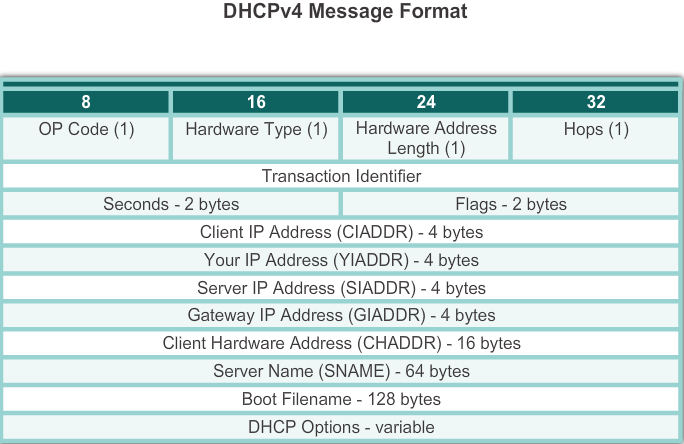 DHCPv4 Message Format
8 16 24 32
OP Code (1) Hardware Type (1) Hardware Address Hops (1)
Length (1)
Transaction Identifier
Seconds - 2 bytes Flags - 2 bytes
Client IP Address (CIADDR) - 4 bytes
Your IP Address (YIADDR) - 4 bytes
Server IP Address (SIADDR) - 4 bytes
Gateway IP Address (GIADDR) - 4 bytes
Client Hardware Address (CHADDR) - 16 bytes
Server Name (SNAME) - 64 bytes
Boot Filename - 128 bytes
DHCP Options - variable